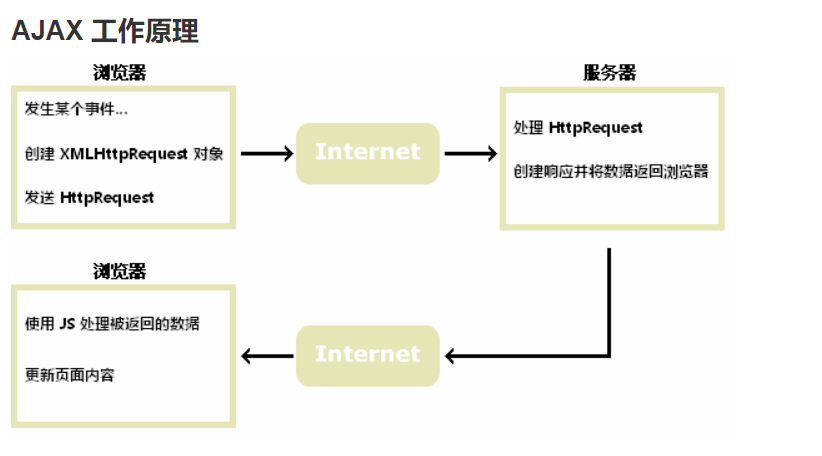 AJAX 工作原理
浏览器
发生某个事件...
创建 XMLHttpRequest 对象
发送 HttpRequest
Internet
服务器
处理 HttpRequest
创建响应并将数据返回浏览器
浏览器
使用 JS 处理被返回的数据
更新页面内容
Internet